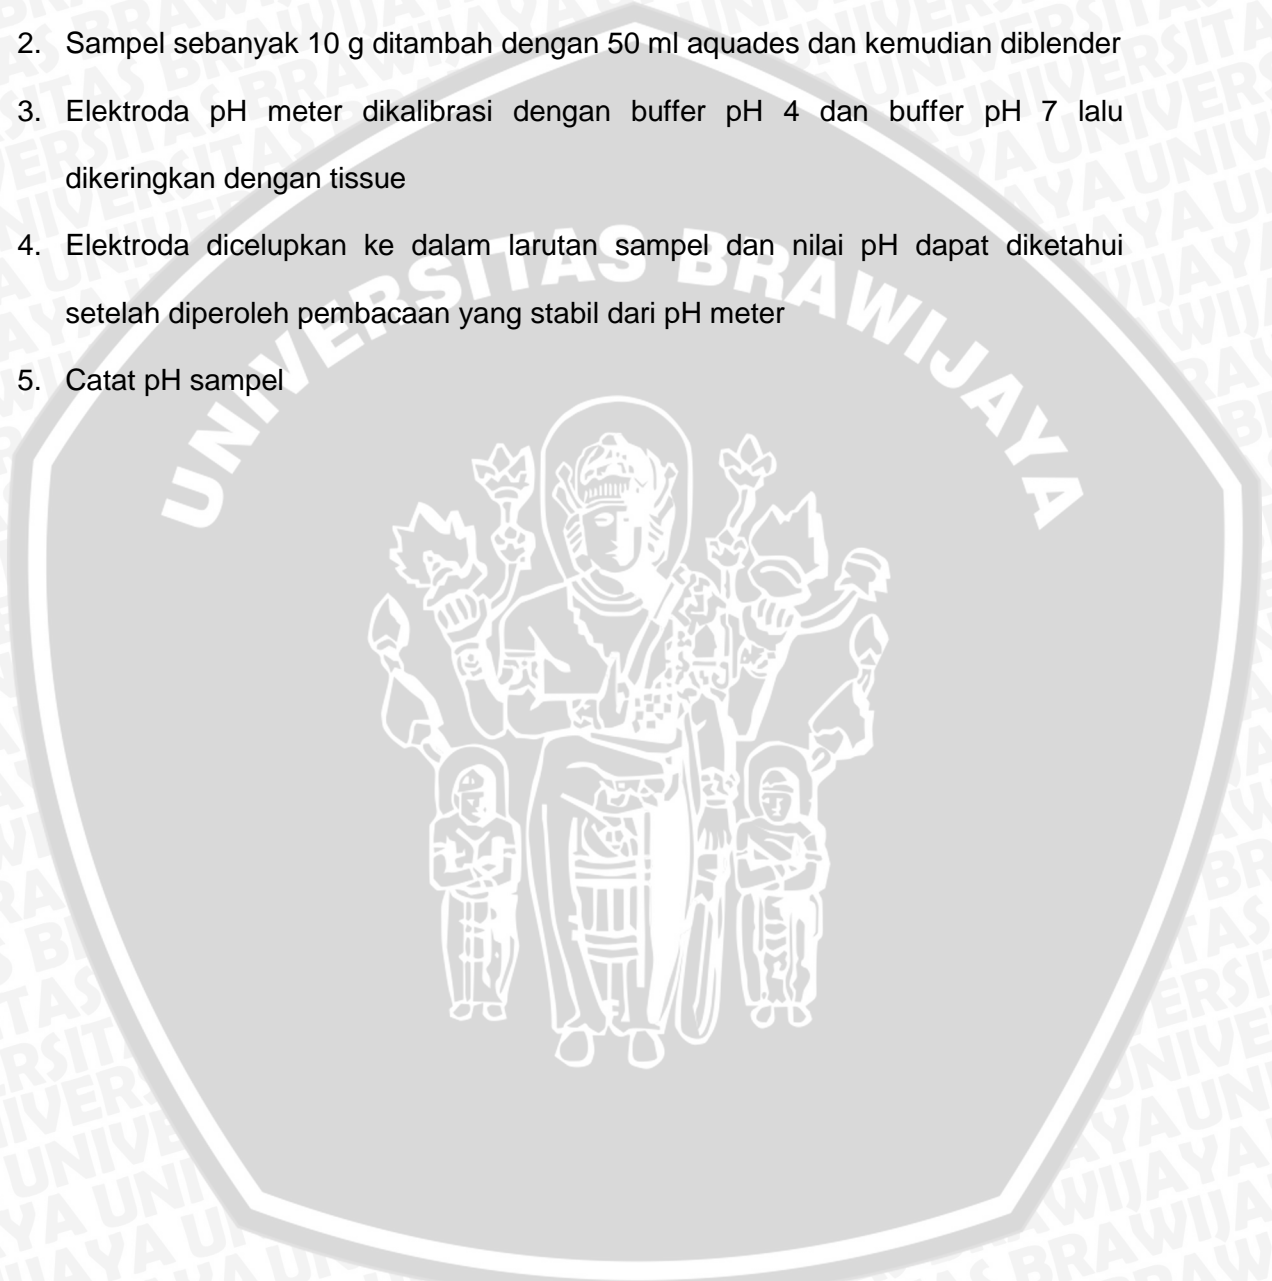 2. Sampel sebanyak 10 g ditambah dengan 50 ml aquades dan kemudian diblender
3. Elektroda pH meter dikalibrasi dengan buffer pH 4 dan buffer pH 7 lalu
dikeringkan dengan tissue
4. Elektroda dicelupkan ke dalam larutan sampel dan nilai pH dapat diketahui
setelah diperoleh pembacaan yang stabil dari pH meter
5. Catat pH sampel
UNIVERSITAS BRAWIJAYA